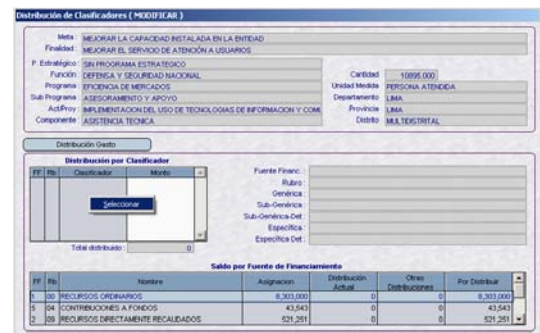 Distribución de Clasificadores ( MODIFICAR )
Meta : MEJORAR LA CAPACIDAD INSTALADA EN LA ENTIDAD
Finalidad : MEJORAR EL SERVICIO DE ATENCIÓN A USUARIOS
P. Estratégico : SIN PROGRAMA ESTRATEGICO
Función : DEFENSA Y SEGURIDAD NACIONAL Cantidad 10895.000
Programa : EFICIENCIA DE MERCADOS Unidad Medida PERSONA ATENDIDA
Sub Programa : ASESORAMIENTO Y APOYO Departamento LIMA
Act/Proy : IMPLEMENTACION DEL USO DE TECNOLOGIAS DE INFORMACION Y COMU Provincia LIMA
Componente : ASISTENCIA TECNICA Distrito MULTIDISTRITAL
Distribución Gasto
Distribución por Clasificador
FF Rb Clasificador Monto
Seleccionar
Total distribuido : 0
Fuente Financ. :
Rubro :
Genérica :
Sub-Genérica :
Sub-Genérica-Det :
Específica :
Específica Det :
Saldo por Fuente de Financiamiento
FF Rb Nombre Asignacion Distribución Actual Otras Distribuciones Por Distribuir
1 00 RECURSOS ORDINARIOS 8,303,000 0 0 8,303,000
5 04 CONTRIBUCIONES A FONDOS 43,543 0 0 43,543
2 09 RECURSOS DIRECTAMENTE RECAUDADOS 521,251 0 0 521,251